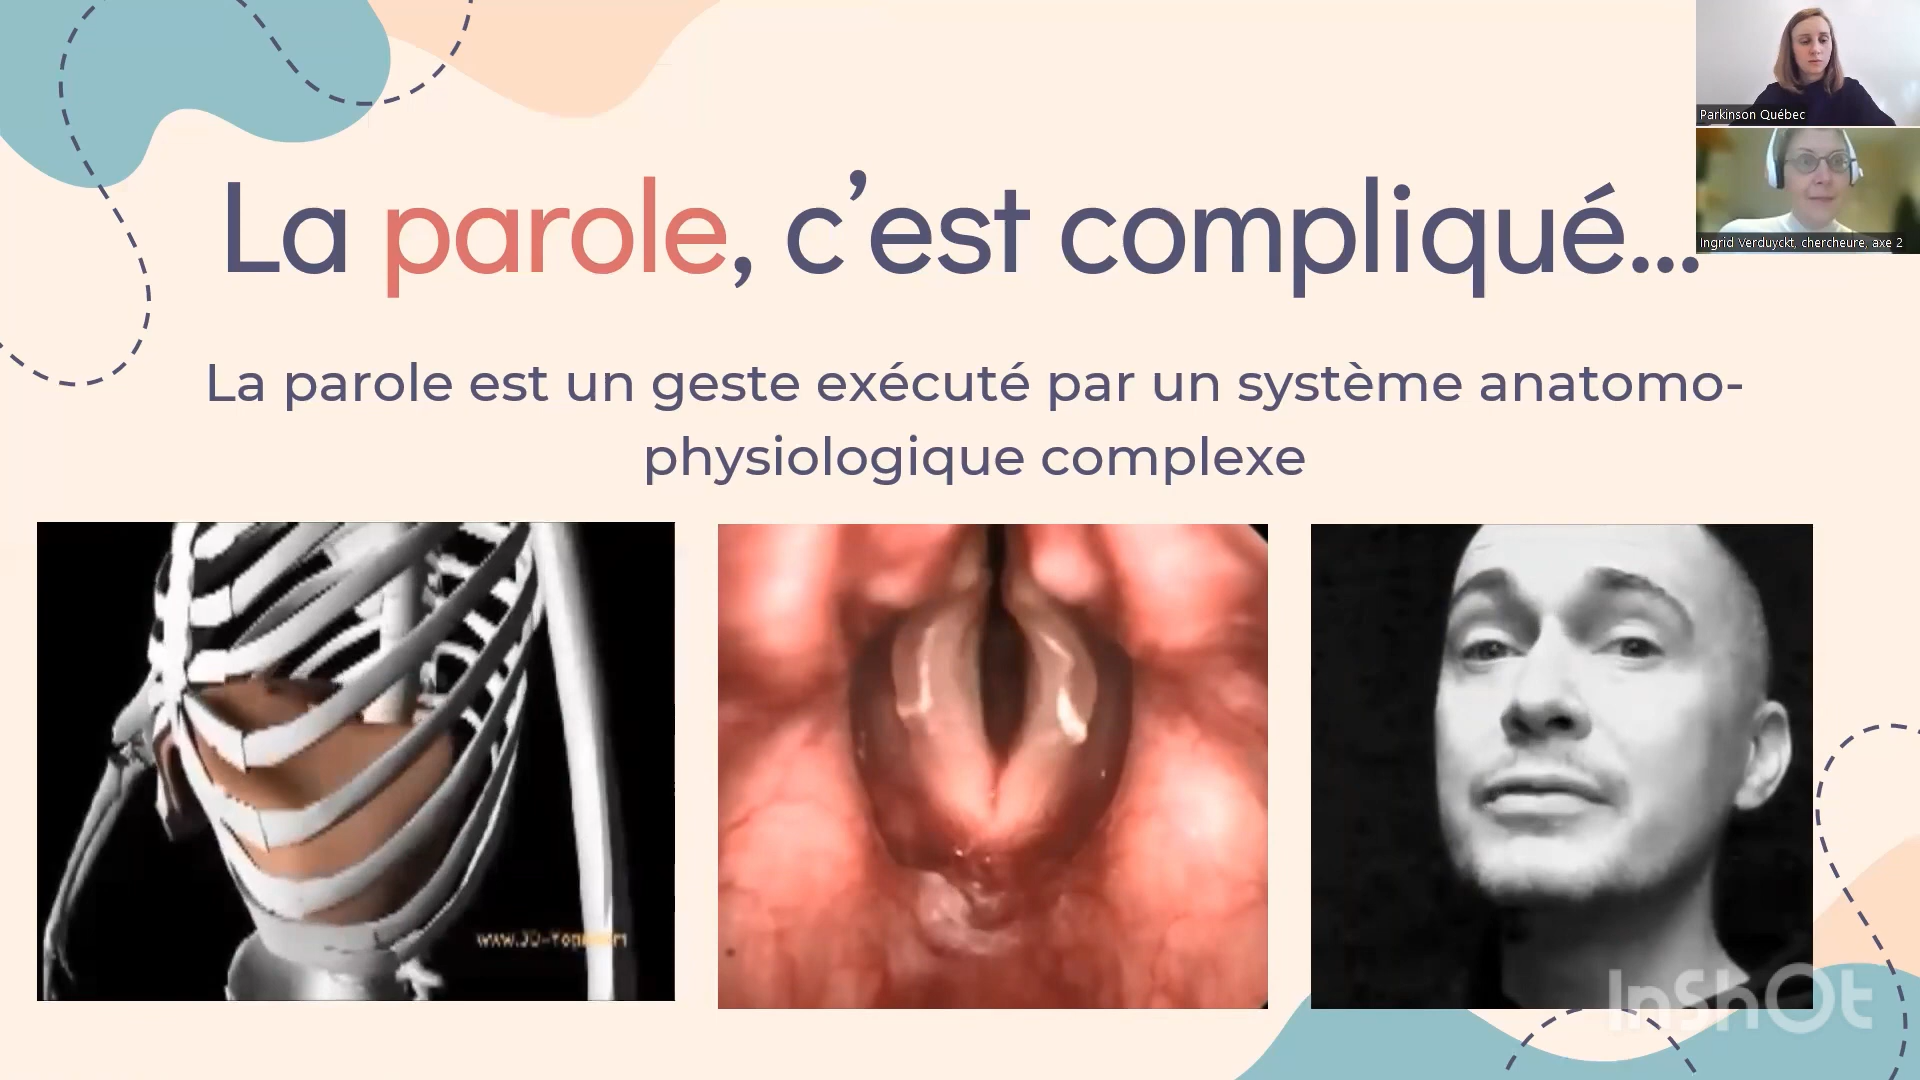 Parkinson Québec
Ingrid Verduyckt, chercheure, axe 2
La parole, c’est compliqué...
La parole est un geste exécuté par un système anatomo-
physiologique complexe
InShOt